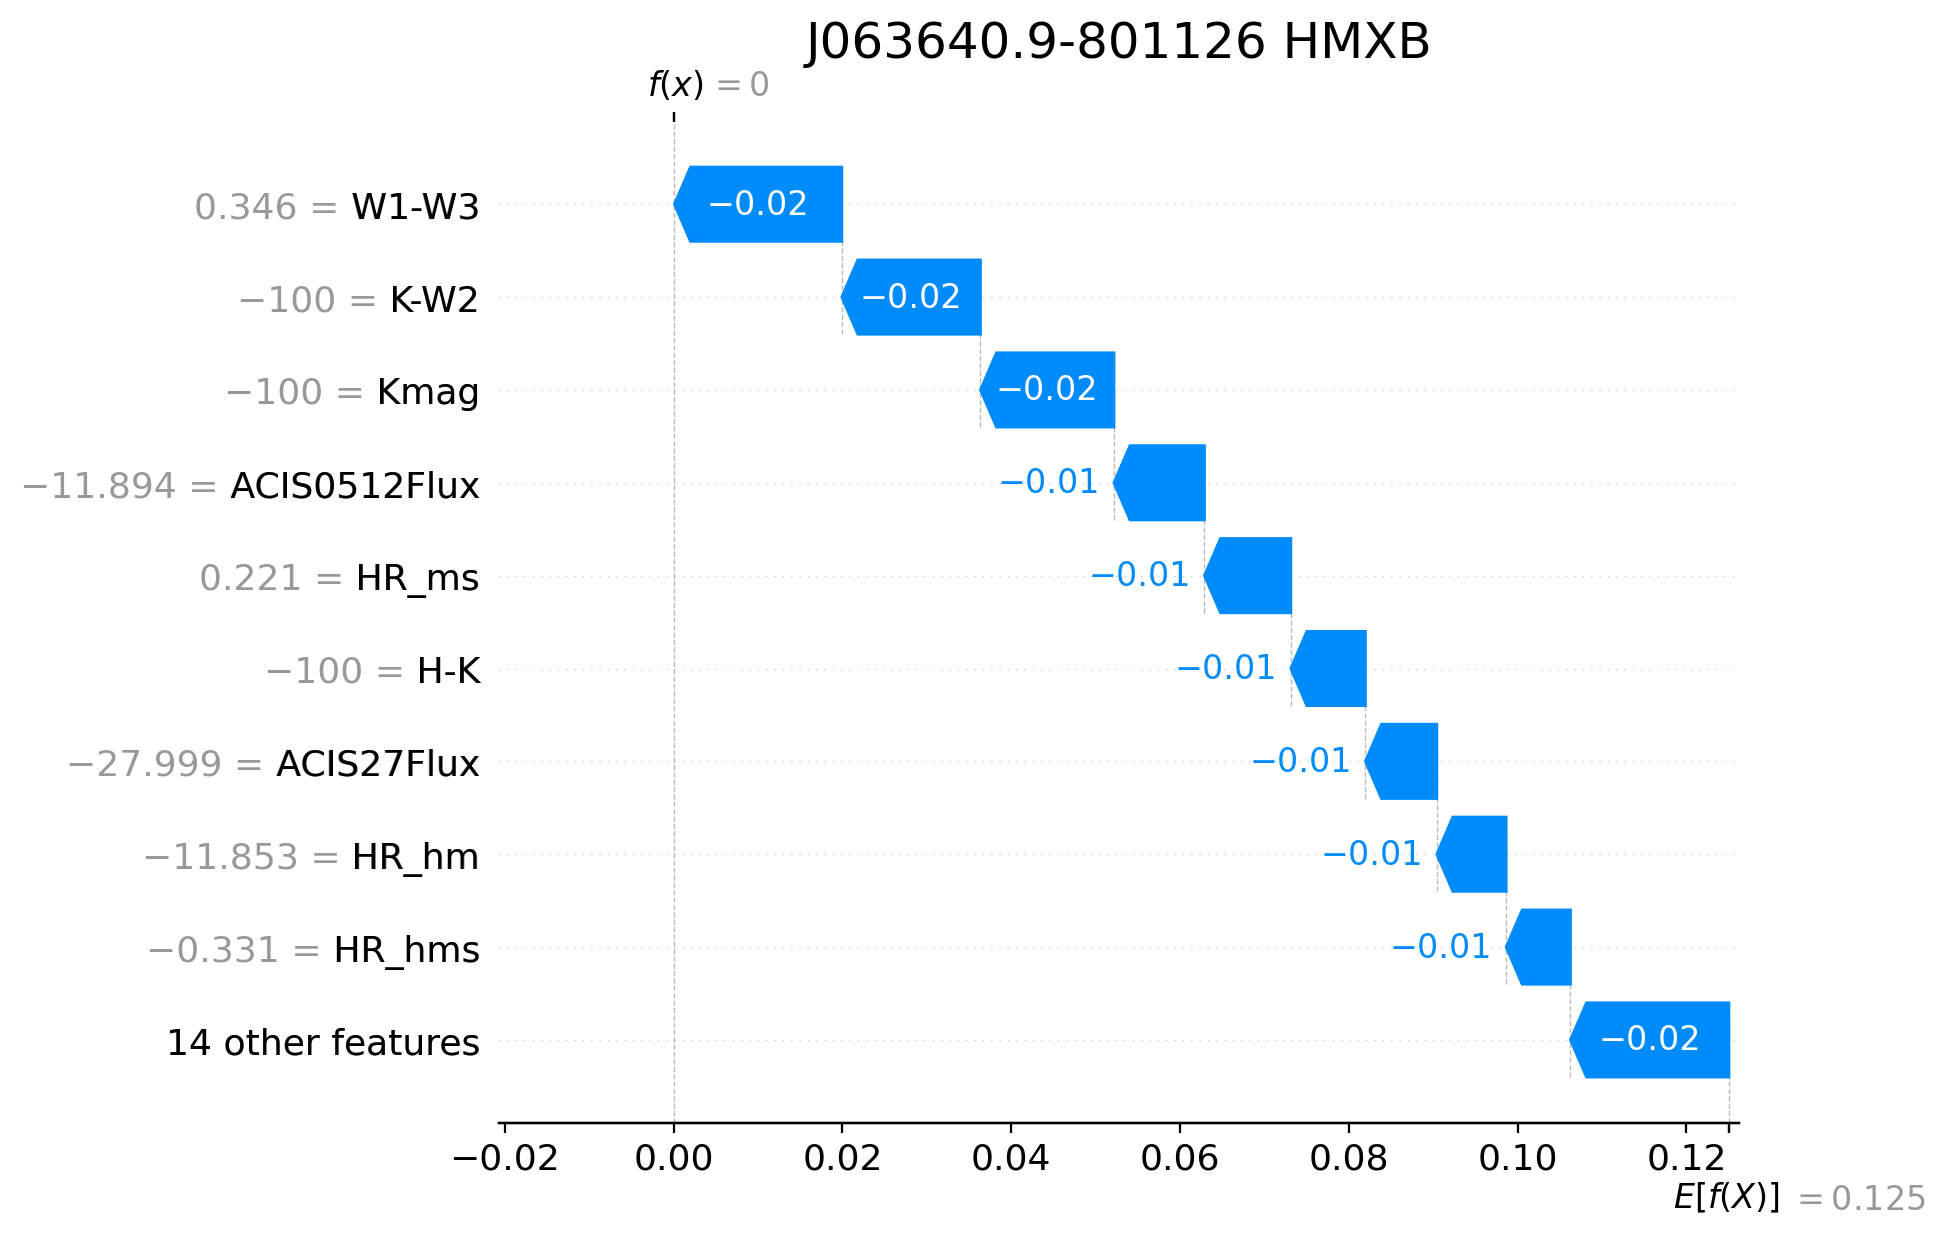 J063640.9-801126 HMXB
f(x) = 0
0.346 = W1-W3
−0.02
−100 = K-W2
−0.02
−100 = Kmag
−0.02
−11.894 = ACIS0512Flux
−0.01
0.221 = HR_ms
−0.01
−100 = H-K
−0.01
−27.999 = ACIS27Flux
−0.01
−11.853 = HR_hm
−0.01
−0.331 = HR_hms
−0.01
14 other features
−0.02
−0.02 0.00 0.02 0.04 0.06 0.08 0.10 0.12
E[f(X)] = 0.125